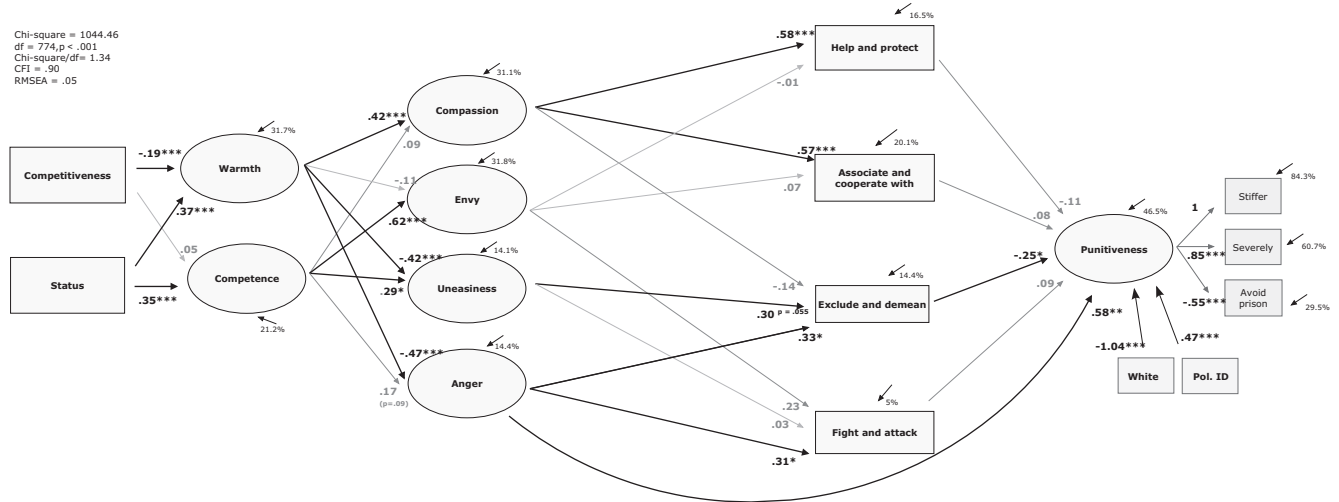 Chi-square = 1044.46
df = 774,p < .001
Chi-square/df= 1.34
CFI = .90
RMSEA = .05
Competitiveness
Status
-.19***
.37***
.05
.35***
31.7%
Warmth
Competence
21.2%
.42***
.09
-.11
.62***
-.42***
.29*
-.47***
.17
(p=.09)
31.1%
Compassion
31.8%
Envy
14.1%
Uneasiness
14.4%
Anger
.58***
-.01
.57***
.07
-.14
.30 p = .055
.33*
.23
.03
.31*
16.5%
Help and protect
20.1%
Associate and
cooperate with
14.4%
Exclude and demean
5%
Fight and attack
-.11
.08
-.25*
.09
.58**
46.5%
Punitiveness
-1.04***
.47***
White
Pol. ID
1
.85***
-.55***
84.3%
Stiffer
Severely
60.7%
Avoid
prison
29.5%